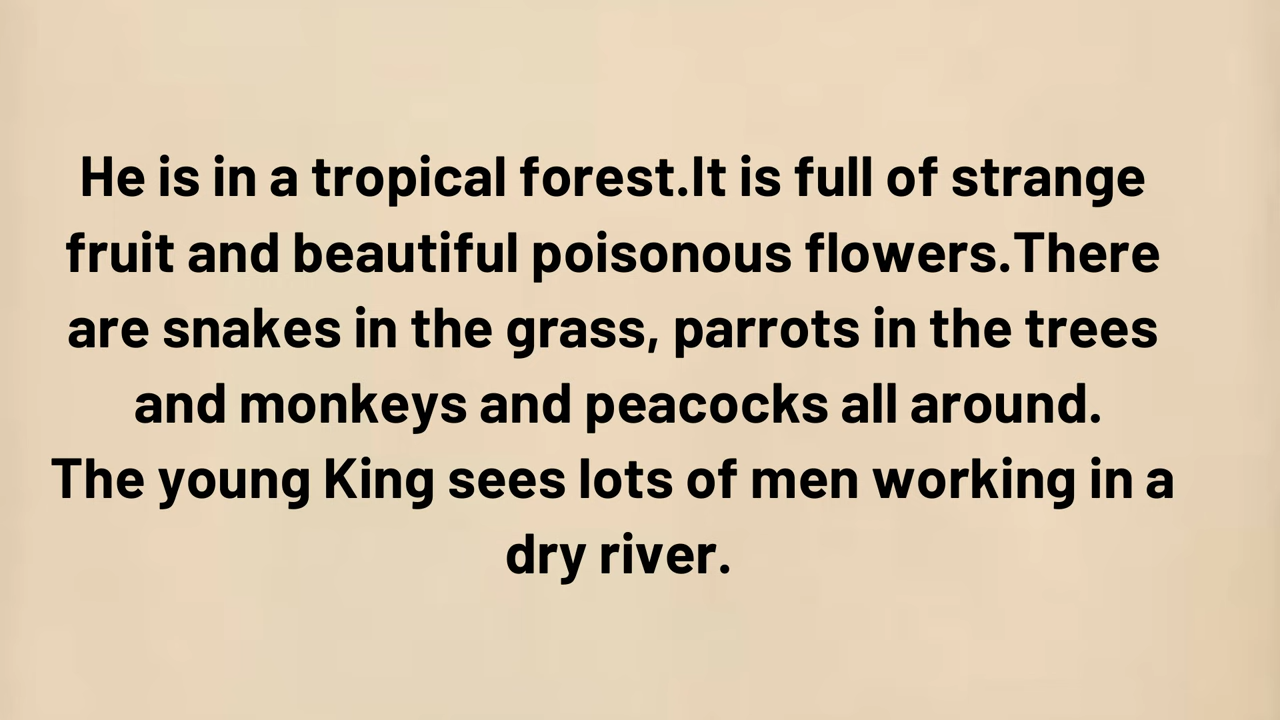 He is in a tropical forest.It is full of strange
fruit and beautiful poisonous flowers.There
are snakes in the grass, parrots in the trees
and monkeys and peacocks all around.
The young King sees lots of men working in a
dry river.